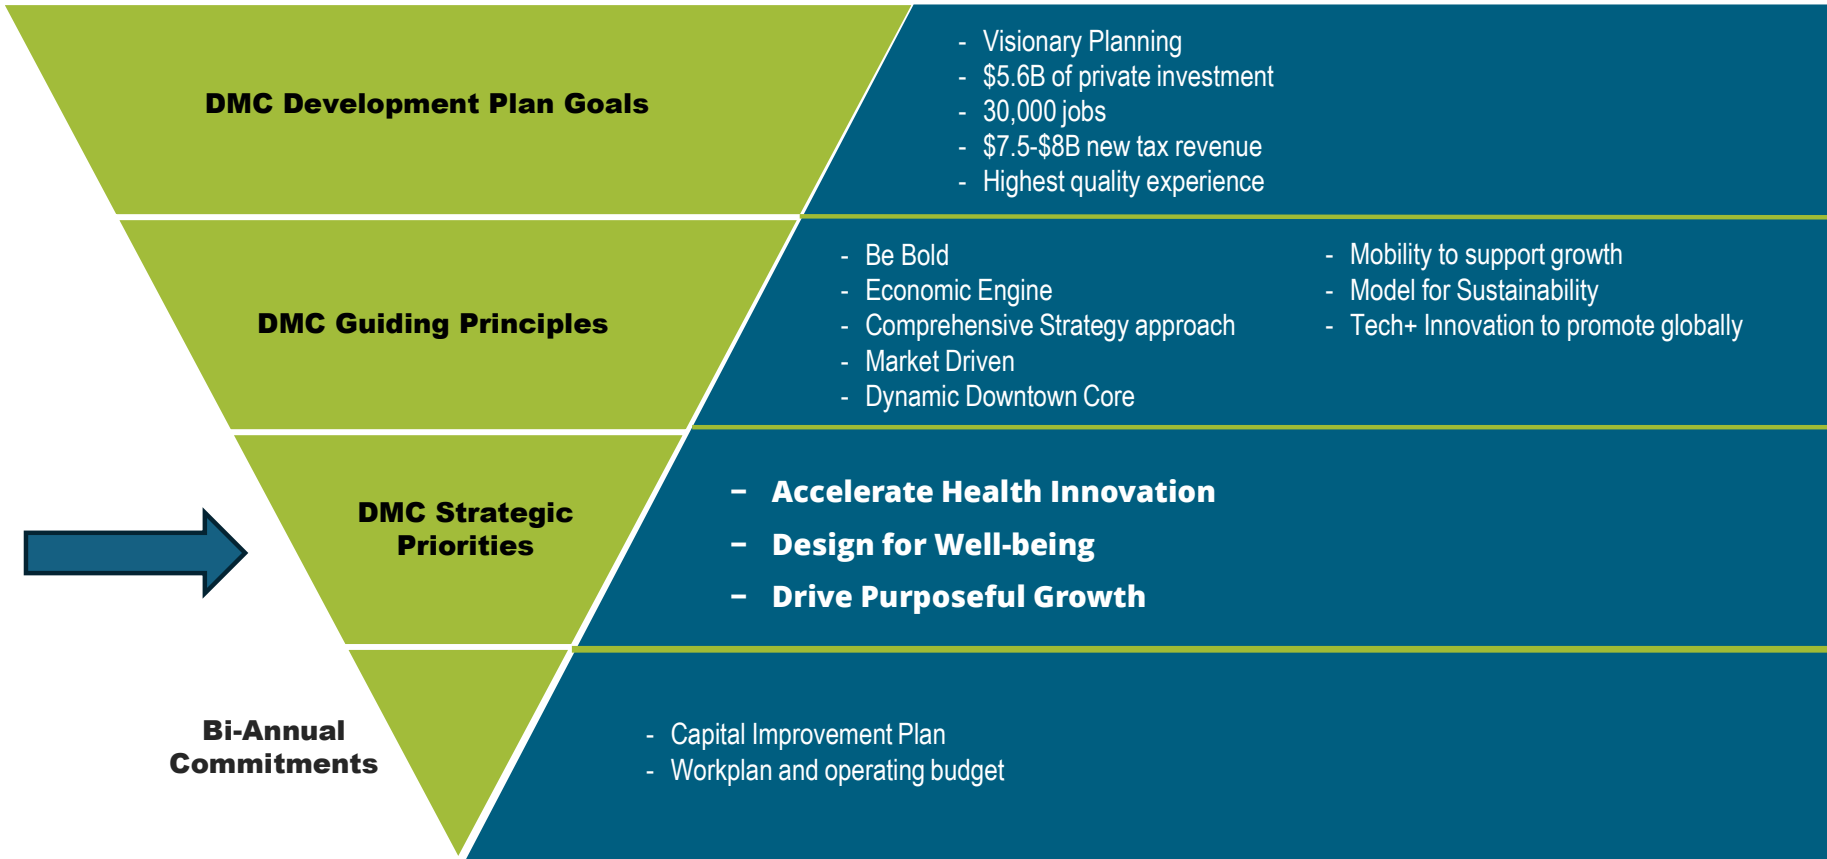 DMC Development Plan Goals
- Visionary Planning
- $5.6B of private investment
- 30,000 jobs
- $7.5-$8B new tax revenue
- Highest quality experience
DMC Guiding Principles
- Be Bold
- Economic Engine
- Comprehensive Strategy approach
- Market Driven
- Dynamic Downtown Core
- Mobility to support growth
- Model for Sustainability
- Tech+ Innovation to promote globally
DMC Strategic
Priorities
– Accelerate Health Innovation
– Design for Well-being
– Drive Purposeful Growth
Bi-Annual
Commitments
- Capital Improvement Plan
- Workplan and operating budget